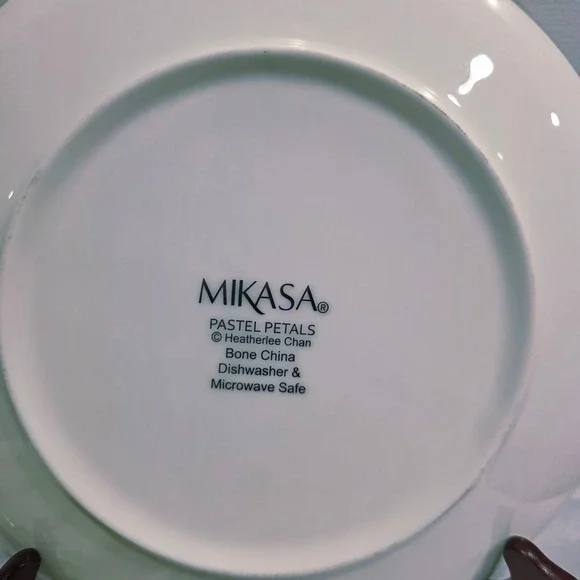 MIKASA®
PASTEL PETALS
© Heatherlee Chan
Bone China
Dishwasher &
Microwave Safe